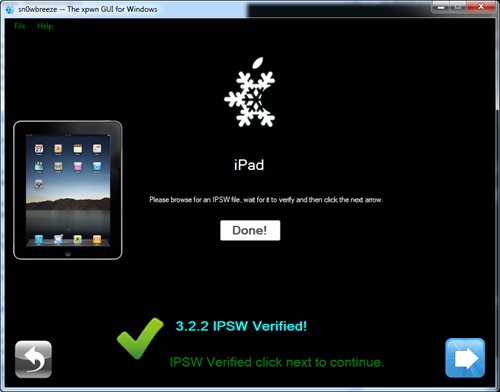 sn0wbreeze -- The xpwn GUI for Windows
File Help
iPad
Please browse for an IPSW file, wait for it to verify and then click the next arrow.
Done!
3.2.2 IPSW Verified!
IPSW Verified click next to continue.